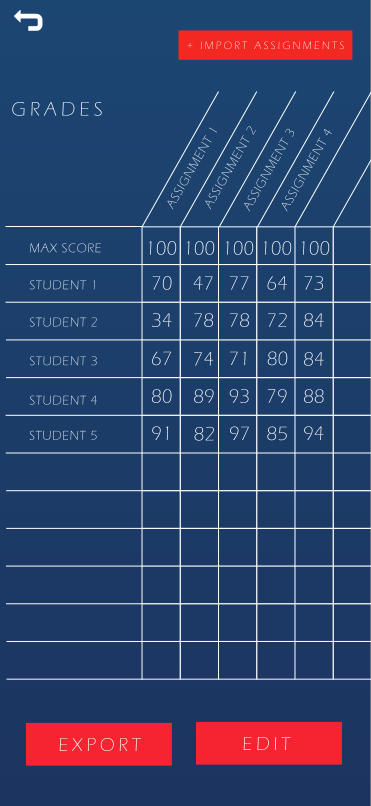 + IMPORT ASSIGNMENTS
GRADES
ASSIGNMENT 1
ASSIGNMENT 2
ASSIGNMENT 3
ASSIGNMENT 4
MAX SCORE 100 100 100 100 100
STUDENT 1 70 47 77 64 73
STUDENT 2 34 78 78 72 84
STUDENT 3 67 74 71 80 84
STUDENT 4 80 89 93 79 88
STUDENT 5 91 82 97 85 94
EXPORT EDIT